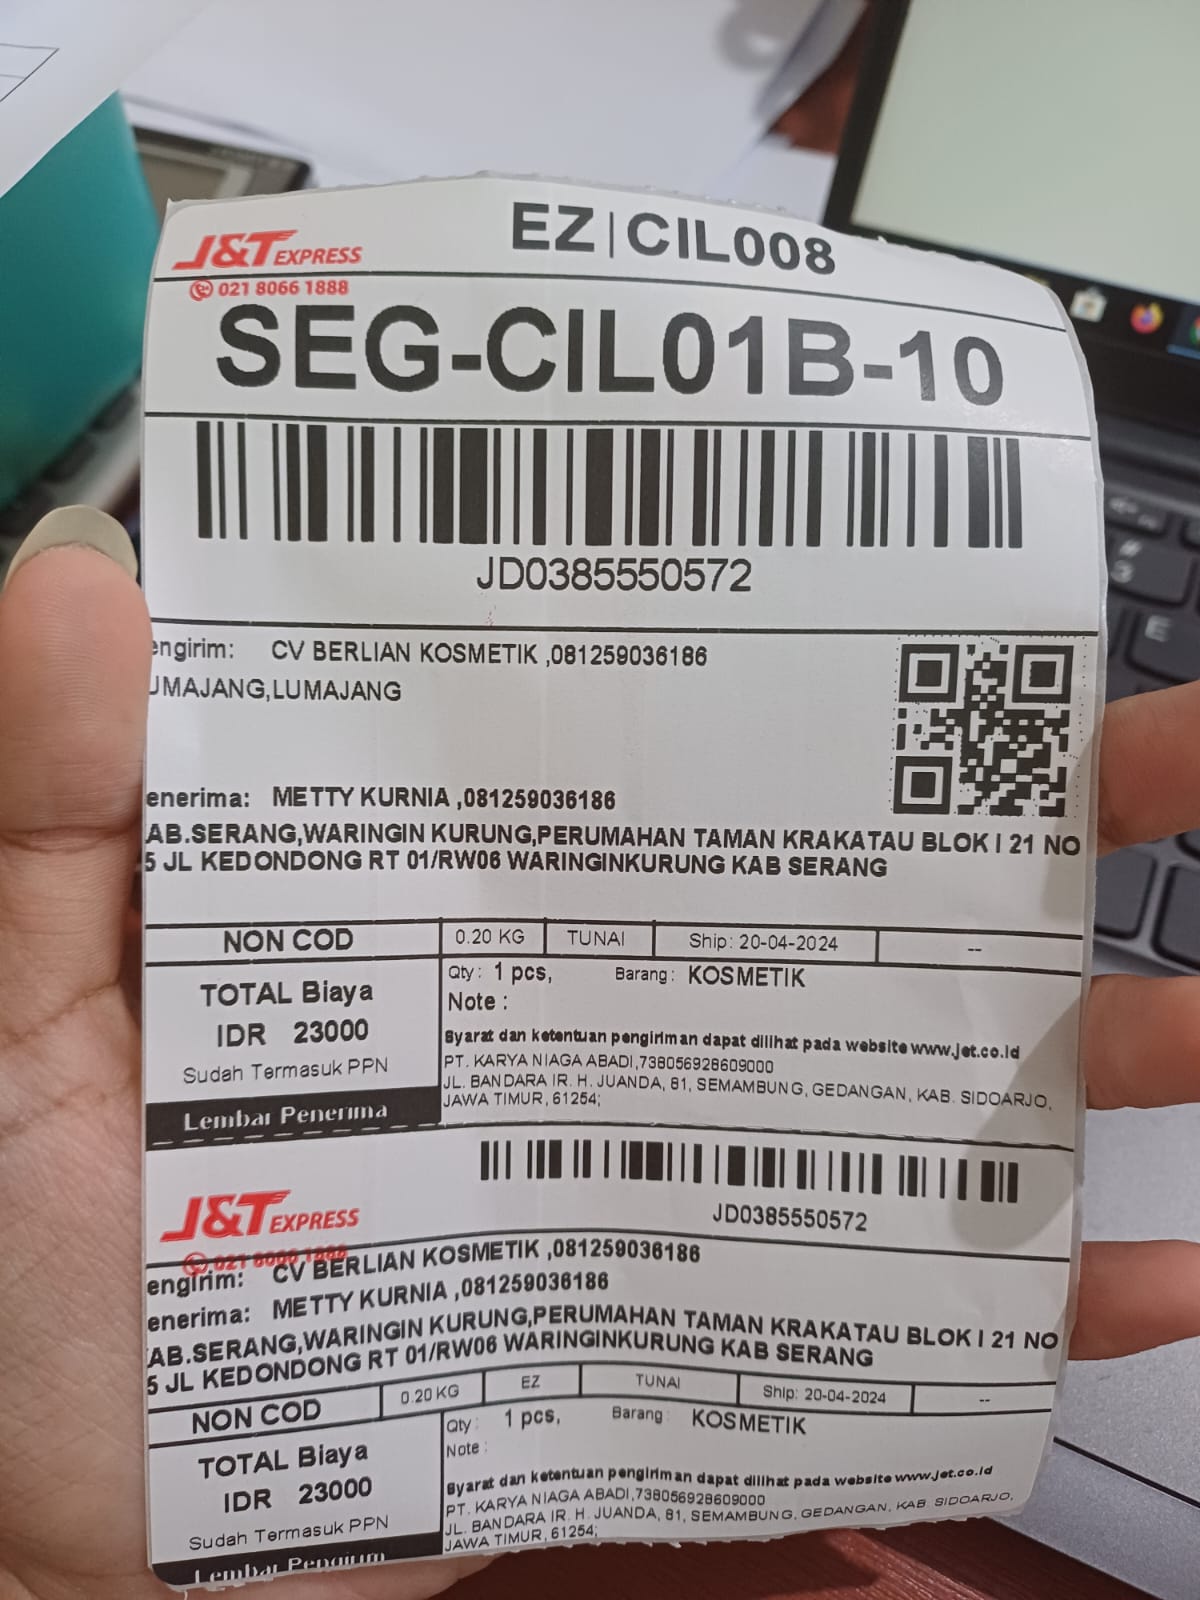 J&T EXPRESS
EZ|CIL008
021 8066 1888
SEG-CIL01B-10
JD0385550572
engirim: CV BERLIAN KOSMETIK ,081259036186
UMAJANG,LUMAJANG
enerima: METTY KURNIA ,081259036186
AB.SERANG,WARINGIN KURUNG,PERUMAHAN TAMAN KRAKATAU BLOK I 21 NO
5 JL KEDONDONG RT 01/RW06 WARINGINKURUNG KAB SERANG
NON COD 0.20 KG TUNAI Ship: 20-04-2024 --
TOTAL Biaya
IDR 23000
Sudah Termasuk PPN
Lembar Penerima
Qty : 1 pcs, Barang : KOSMETIK
Note :
Syarat dan ketentuan pengiriman dapat dilihat pada website www.jet.co.id
PT. KARYA NIAGA ABADI,738056928609000
JL. BANDARA IR. H. JUANDA, 81, SEMAMBUNG, GEDANGAN, KAB. SIDOARJO,
JAWA TIMUR, 61254;
J&T EXPRESS
JD0385550572
021 8066 1888
engirim: CV BERLIAN KOSMETIK ,081259036186
enerima: METTY KURNIA ,081259036186
AB.SERANG,WARINGIN KURUNG,PERUMAHAN TAMAN KRAKATAU BLOK I 21 NO
5 JL KEDONDONG RT 01/RW06 WARINGINKURUNG KAB SERANG
NON COD 0.20 KG EZ TUNAI Ship: 20-04-2024 --
TOTAL Biaya
IDR 23000
Sudah Termasuk PPN
Lembar Pengirim
Qty : 1 pcs, Barang : KOSMETIK
Note :
Syarat dan ketentuan pengiriman dapat dilihat pada website www.jet.co.id
PT. KARYA NIAGA ABADI,738056928609000
JL. BANDARA IR. H. JUANDA, 81, SEMAMBUNG, GEDANGAN, KAB. SIDOARJO,
JAWA TIMUR, 61254;
#
3
E